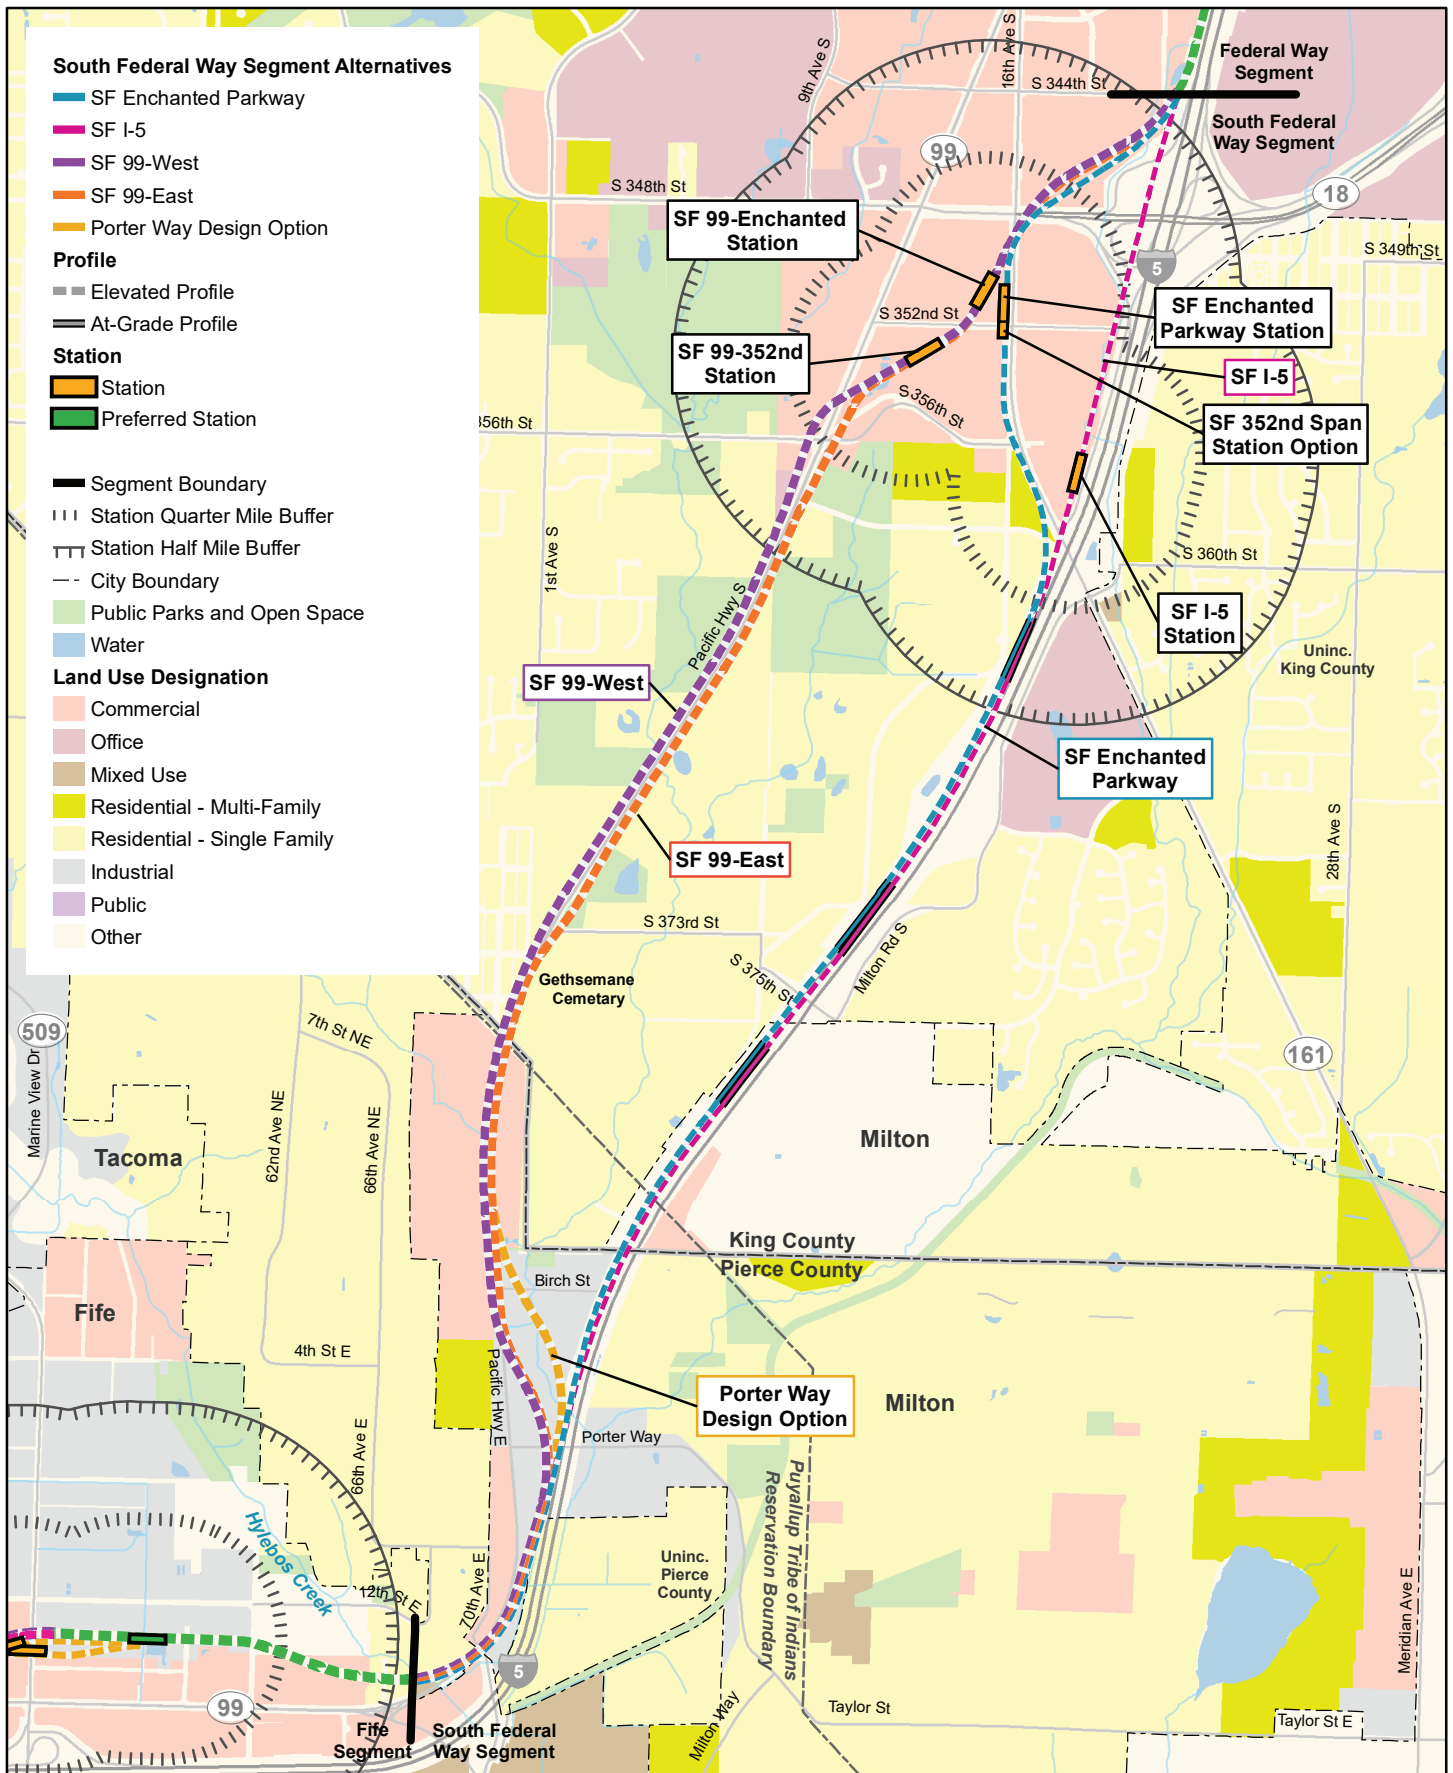 South Federal Way Segment Alternatives
SF Enchanted Parkway
SF I-5
SF 99-West
SF 99-East
Porter Way Design Option
Profile
Elevated Profile
At-Grade Profile
Station
Station
Preferred Station
Segment Boundary
Station Quarter Mile Buffer
Station Half Mile Buffer
City Boundary
Public Parks and Open Space
Water
Land Use Designation
Commercial
Office
Mixed Use
Residential - Multi-Family
Residential - Single Family
Industrial
Public
Other
9th Ave S
16th Ave S
S 344th St
Federal Way
Segment
South Federal
Way Segment
99
18
S 348th St
SF 99-Enchanted
Station
S 349th St
5
S 352nd St
SF Enchanted
Parkway Station
SF 99-352nd
Station
SF I-5
S 356th St
356th St
SF 352nd Span
Station Option
1st Ave S
S 360th St
SF I-5
Station
Pacific Hwy S
Uninc.
King County
SF 99-West
SF Enchanted
Parkway
28th Ave S
SF 99-East
S 373rd St
Milton Rd S
S 375th St
Gethsemane
Cemetary
509
7th St NE
161
Marine View Dr
62nd Ave NE
66th Ave NE
Tacoma
Milton
King County
Pierce County
Birch St
Fife
4th St E
Pacific Hwy E
Porter Way
Design Option
Milton
66th Ave E
Porter Way
Puyallup Tribe of Indians
Reservation Boundary
Hylebos Creek
Uninc.
Pierce
County
12th St E
70th Ave E
Meridian Ave E
5
99
Fife
Segment
South Federal
Way Segment
Milton Way
Taylor St
Taylor St E